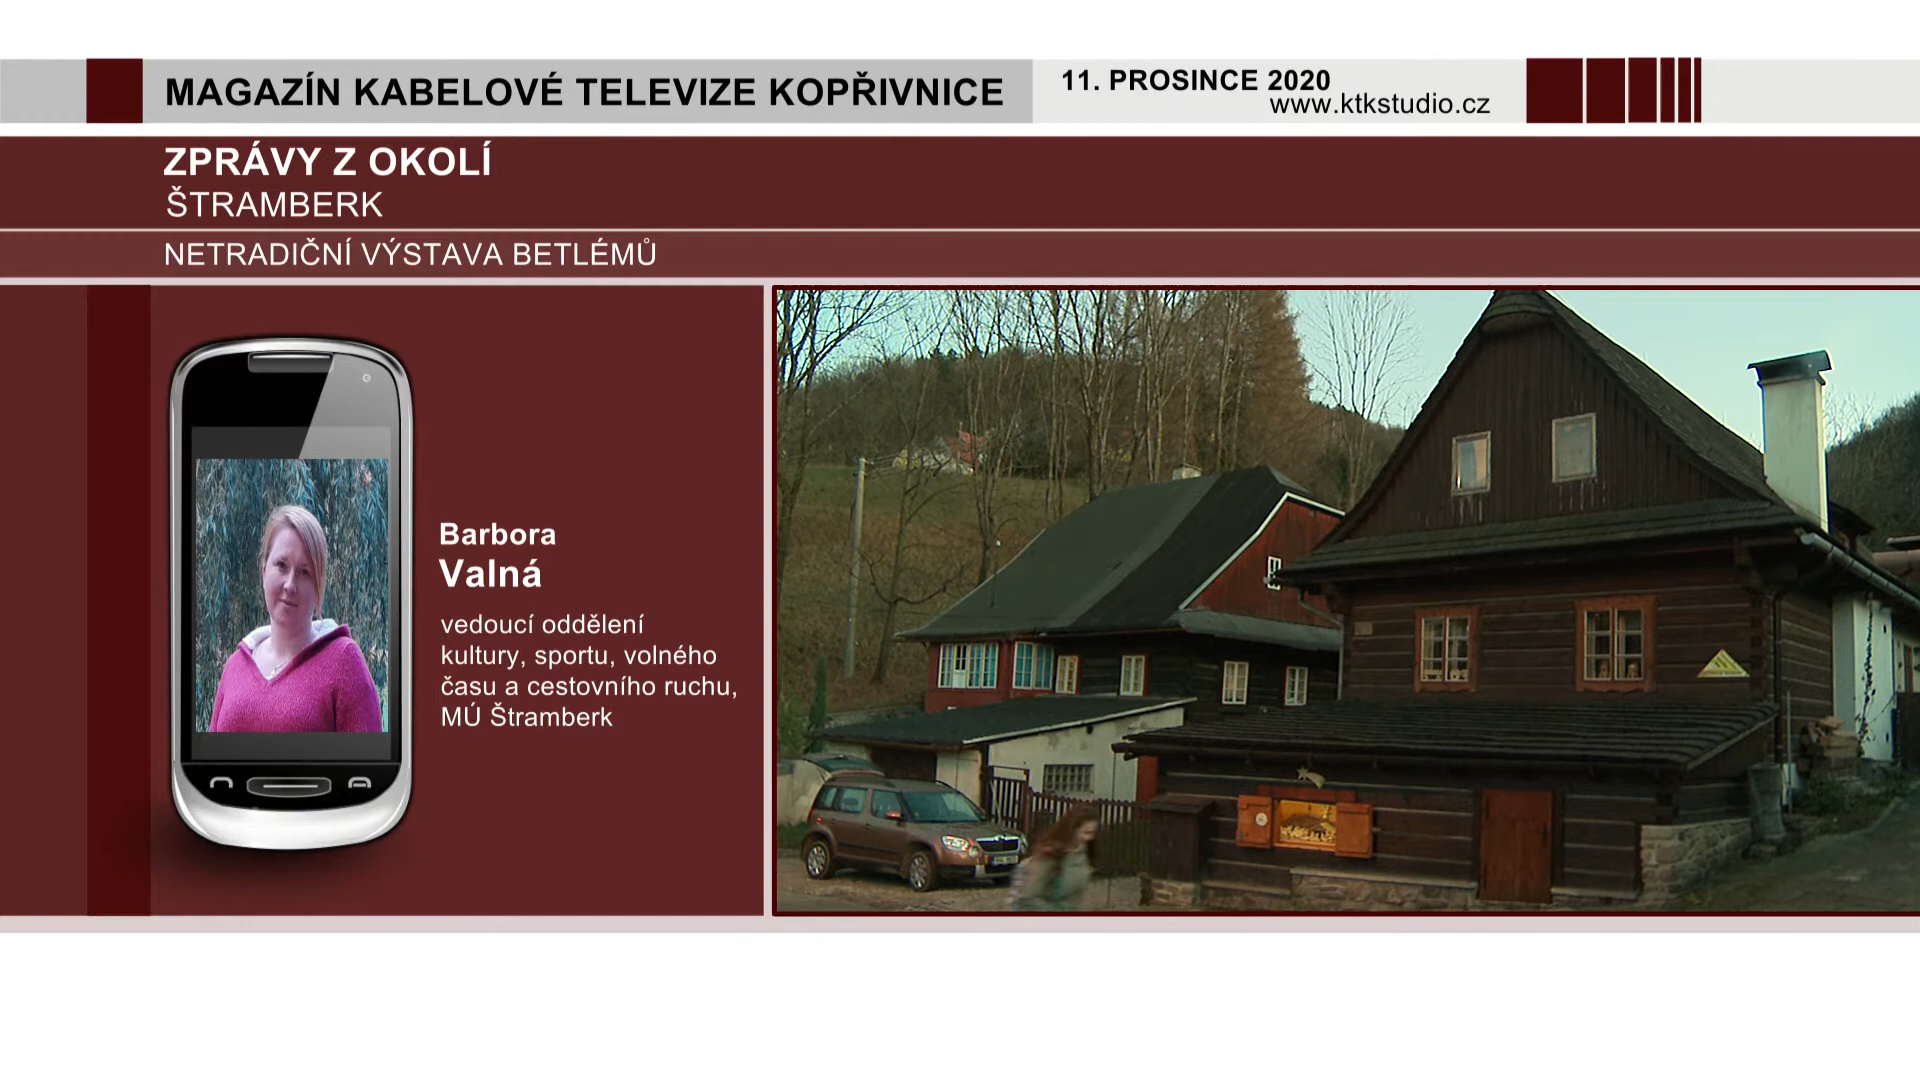 MAGAZÍN KABELOVÉ TELEVIZE KOPŘIVNICE
11. PROSINCE 2020
www.ktkstudio.cz
ZPRÁVY Z OKOLÍ
ŠTRAMBERK
NETRADIČNÍ VÝSTAVA BETLÉMŮ
Barbora
Valná
vedoucí oddělení
kultury, sportu, volného
času a cestovního ruchu,
MÚ Štramberk